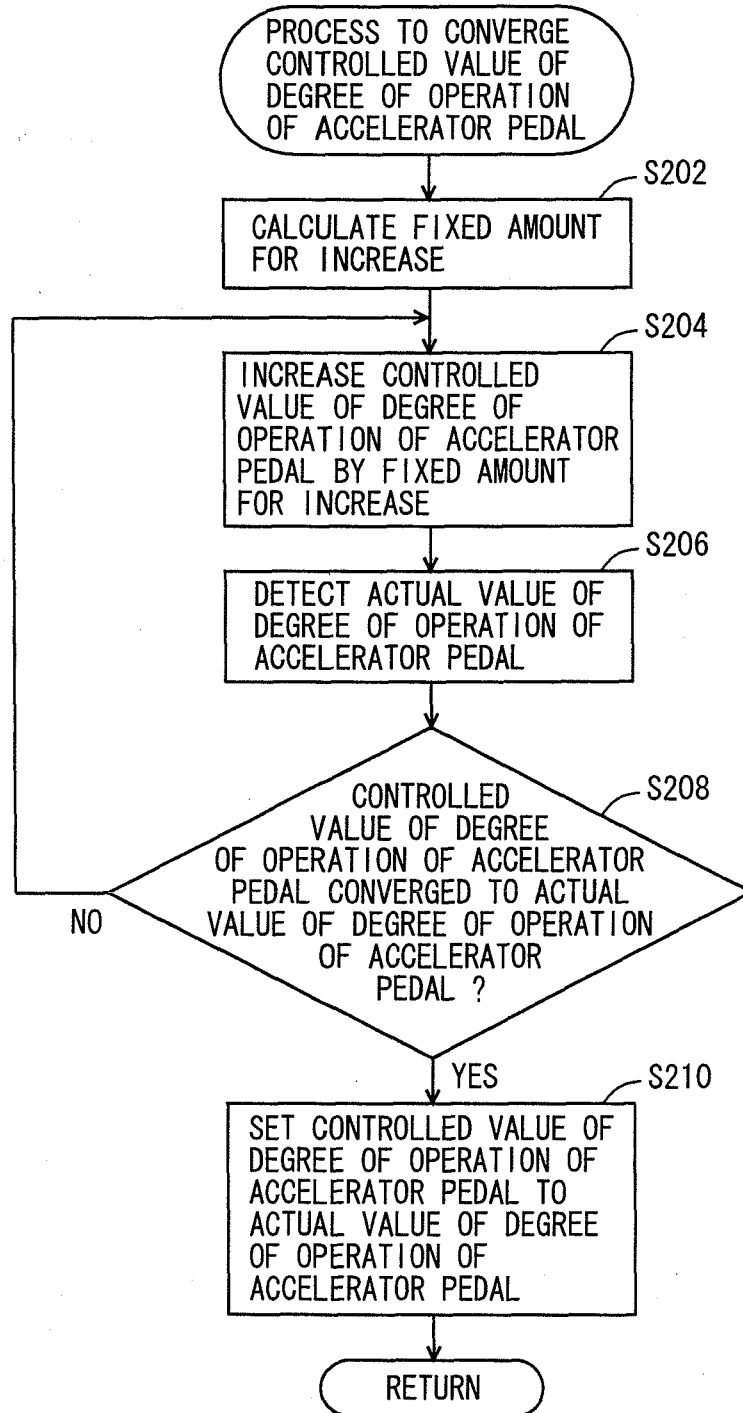 PROCESS TO CONVERGE
CONTROLLED VALUE OF
DEGREE OF OPERATION
OF ACCELERATOR PEDAL
S202
CALCULATE FIXED AMOUNT
FOR INCREASE
S204
INCREASE CONTROLLED
VALUE OF DEGREE OF
OPERATION OF ACCELERATOR
PEDAL BY FIXED AMOUNT
FOR INCREASE
S206
DETECT ACTUAL VALUE OF
DEGREE OF OPERATION OF
ACCELERATOR PEDAL
S208
CONTROLLED
VALUE OF DEGREE
OF OPERATION OF ACCELERATOR
PEDAL CONVERGED TO ACTUAL
VALUE OF DEGREE OF OPERATION
OF ACCELERATOR
PEDAL ?
NO
YES
S210
SET CONTROLLED VALUE OF
DEGREE OF OPERATION OF
ACCELERATOR PEDAL TO
ACTUAL VALUE OF DEGREE
OF OPERATION OF
ACCELERATOR PEDAL
RETURN